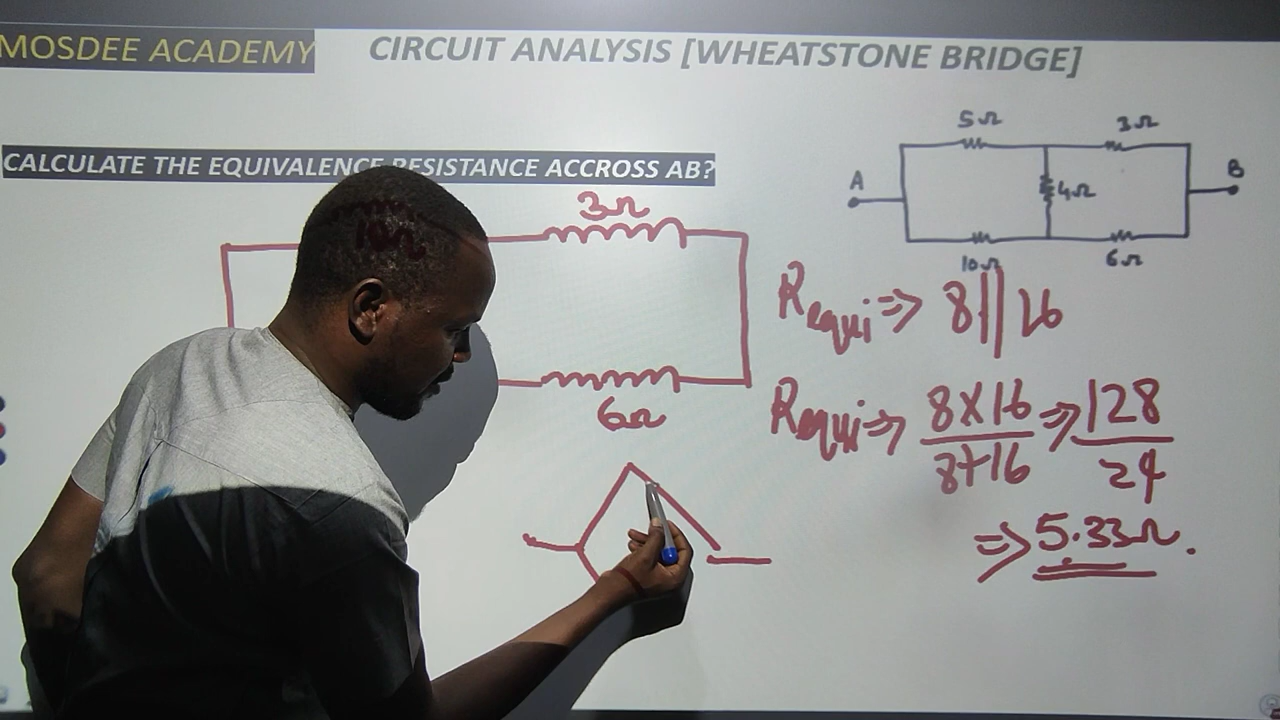 MOSDEE ACADEMY
CIRCUIT ANALYSIS [WHEATSTONE BRIDGE]
CALCULATE THE EQUIVALENCE RESISTANCE ACCROSS AB?
5Ω 3Ω
A 4Ω B
10Ω 6Ω
3Ω
6Ω
Requi ⇒ 8||16
Requi ⇒ 8X16/8+16 ⇒ 128/24
⇒ 5.33Ω.